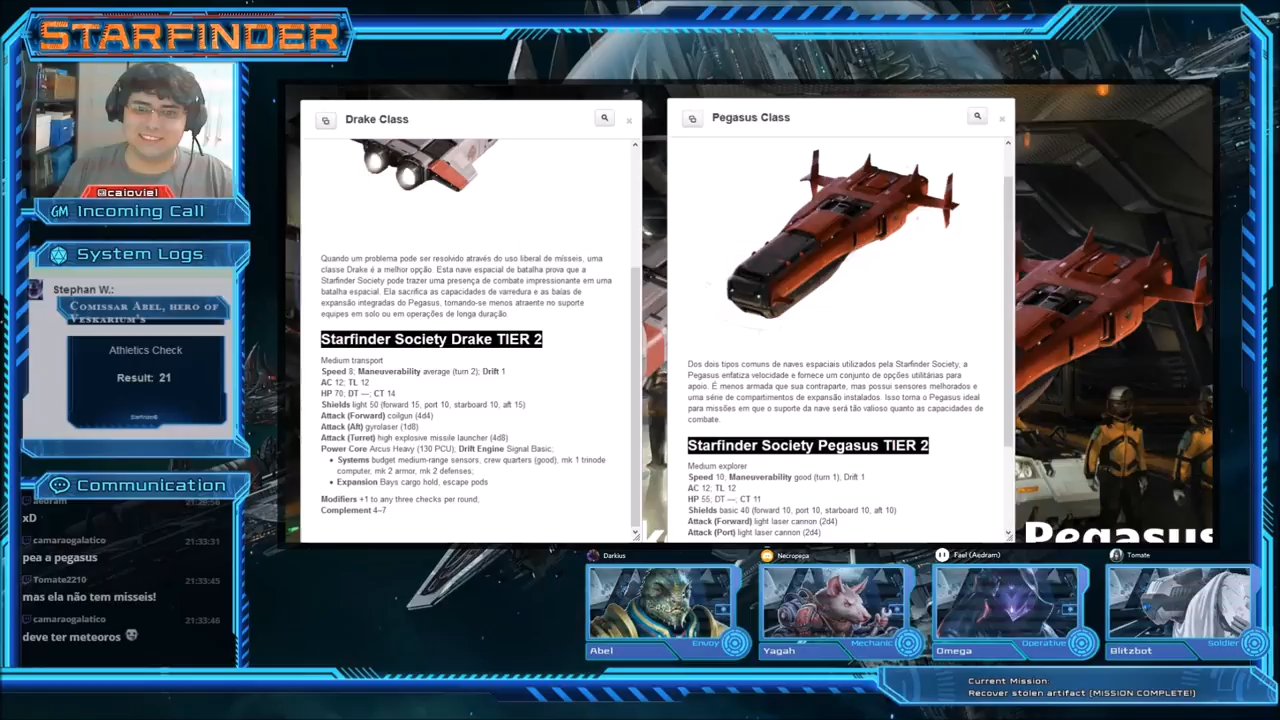 STARFINDER
@caioviel
GM Incoming Call
System Logs
Stephan W.:
Comissar Abel, hero of
Veskarium's
Athletics Check
Result: 21
Starfinder
Communication
aedram
21:29:56
xD
camaraogalatico
21:33:31
pea a pegasus
Tomate2210
21:33:45
mas ela não tem misseis!
camaraogalatico
21:33:46
deve ter meteoros
Drake Class
Quando um problema pode ser resolvido através do uso liberal de mísseis, uma
classe Drake é a melhor opção. Esta nave espacial de batalha prova que a
Starfinder Society pode trazer uma presença de combate impressionante em uma
batalha espacial. Ela sacrifica as capacidades de varredura e as baías de
expansão integradas do Pegasus, tornando-se menos atraente no suporte
equipes em solo ou em operações de longa duração.
Starfinder Society Drake TIER 2
Medium transport
Speed 8; Maneuverability average (turn 2); Drift 1
AC 12; TL 12
HP 70; DT —; CT 14
Shields light 50 (forward 15, port 10, starboard 10, aft 15)
Attack (Forward) coilgun (4d4)
Attack (Aft) gyrolaser (1d8)
Attack (Turret) high explosive missile launcher (4d8)
Power Core Arcus Heavy (130 PCU); Drift Engine Signal Basic;
Systems budget medium-range sensors, crew quarters (good), mk 1 trinode
computer, mk 2 armor, mk 2 defenses;
Expansion Bays cargo hold, escape pods
Modifiers +1 to any three checks per round;
Complement 4–7
Pegasus Class
Dos dois tipos comuns de naves espaciais utilizados pela Starfinder Society, a
Pegasus enfatiza velocidade e fornece um conjunto de opções utilitárias para
apoio. É menos armada que sua contraparte, mas possui sensores melhorados e
uma série de compartimentos de expansão instalados. Isso torna o Pegasus ideal
para missões em que o suporte da nave será tão valioso quanto as capacidades de
combate.
Starfinder Society Pegasus TIER 2
Medium explorer
Speed 10; Maneuverability good (turn 1); Drift 1
AC 12; TL 12
HP 55; DT —; CT 11
Shields basic 40 (forward 10, port 10, starboard 10, aft 10)
Attack (Forward) light laser cannon (2d4)
Attack (Port) light laser cannon (2d4)
Pegasus
Darkius
Necropepa
Fael (Aedram)
Tomate
Envoy
Abel
Mechanic
Yagah
Operative
Omega
Soldier
Blitzbot
Current Mission:
Recover stolen artifact (MISSION COMPLETE!)